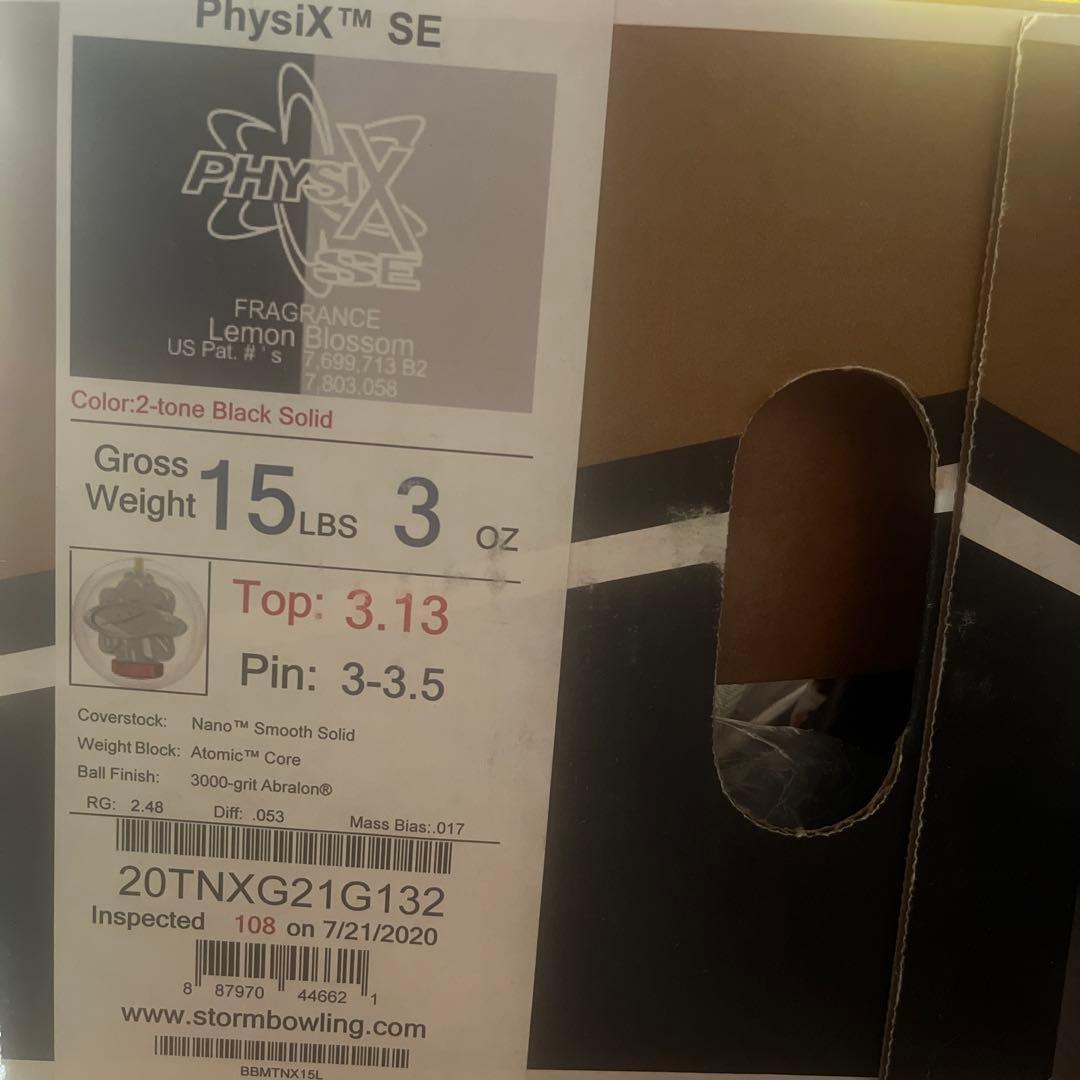 PhysiX™ SE
PHYSIX
SE
FRAGRANCE
Lemon Blossom
US Pat. #'s 7,699,713 B2
7,803,058
Color:2-tone Black Solid
Gross Weight 15 LBS 3 OZ
Top: 3.13
Pin: 3-3.5
Coverstock: Nano™ Smooth Solid
Weight Block: Atomic™ Core
Ball Finish: 3000-grit Abralon®
RG: 2.48 Diff: .053 Mass Bias:.017
20TNXG21G132
Inspected 108 on 7/21/2020
8 87970 44662 1
www.stormbowling.com
BBMTNX15L